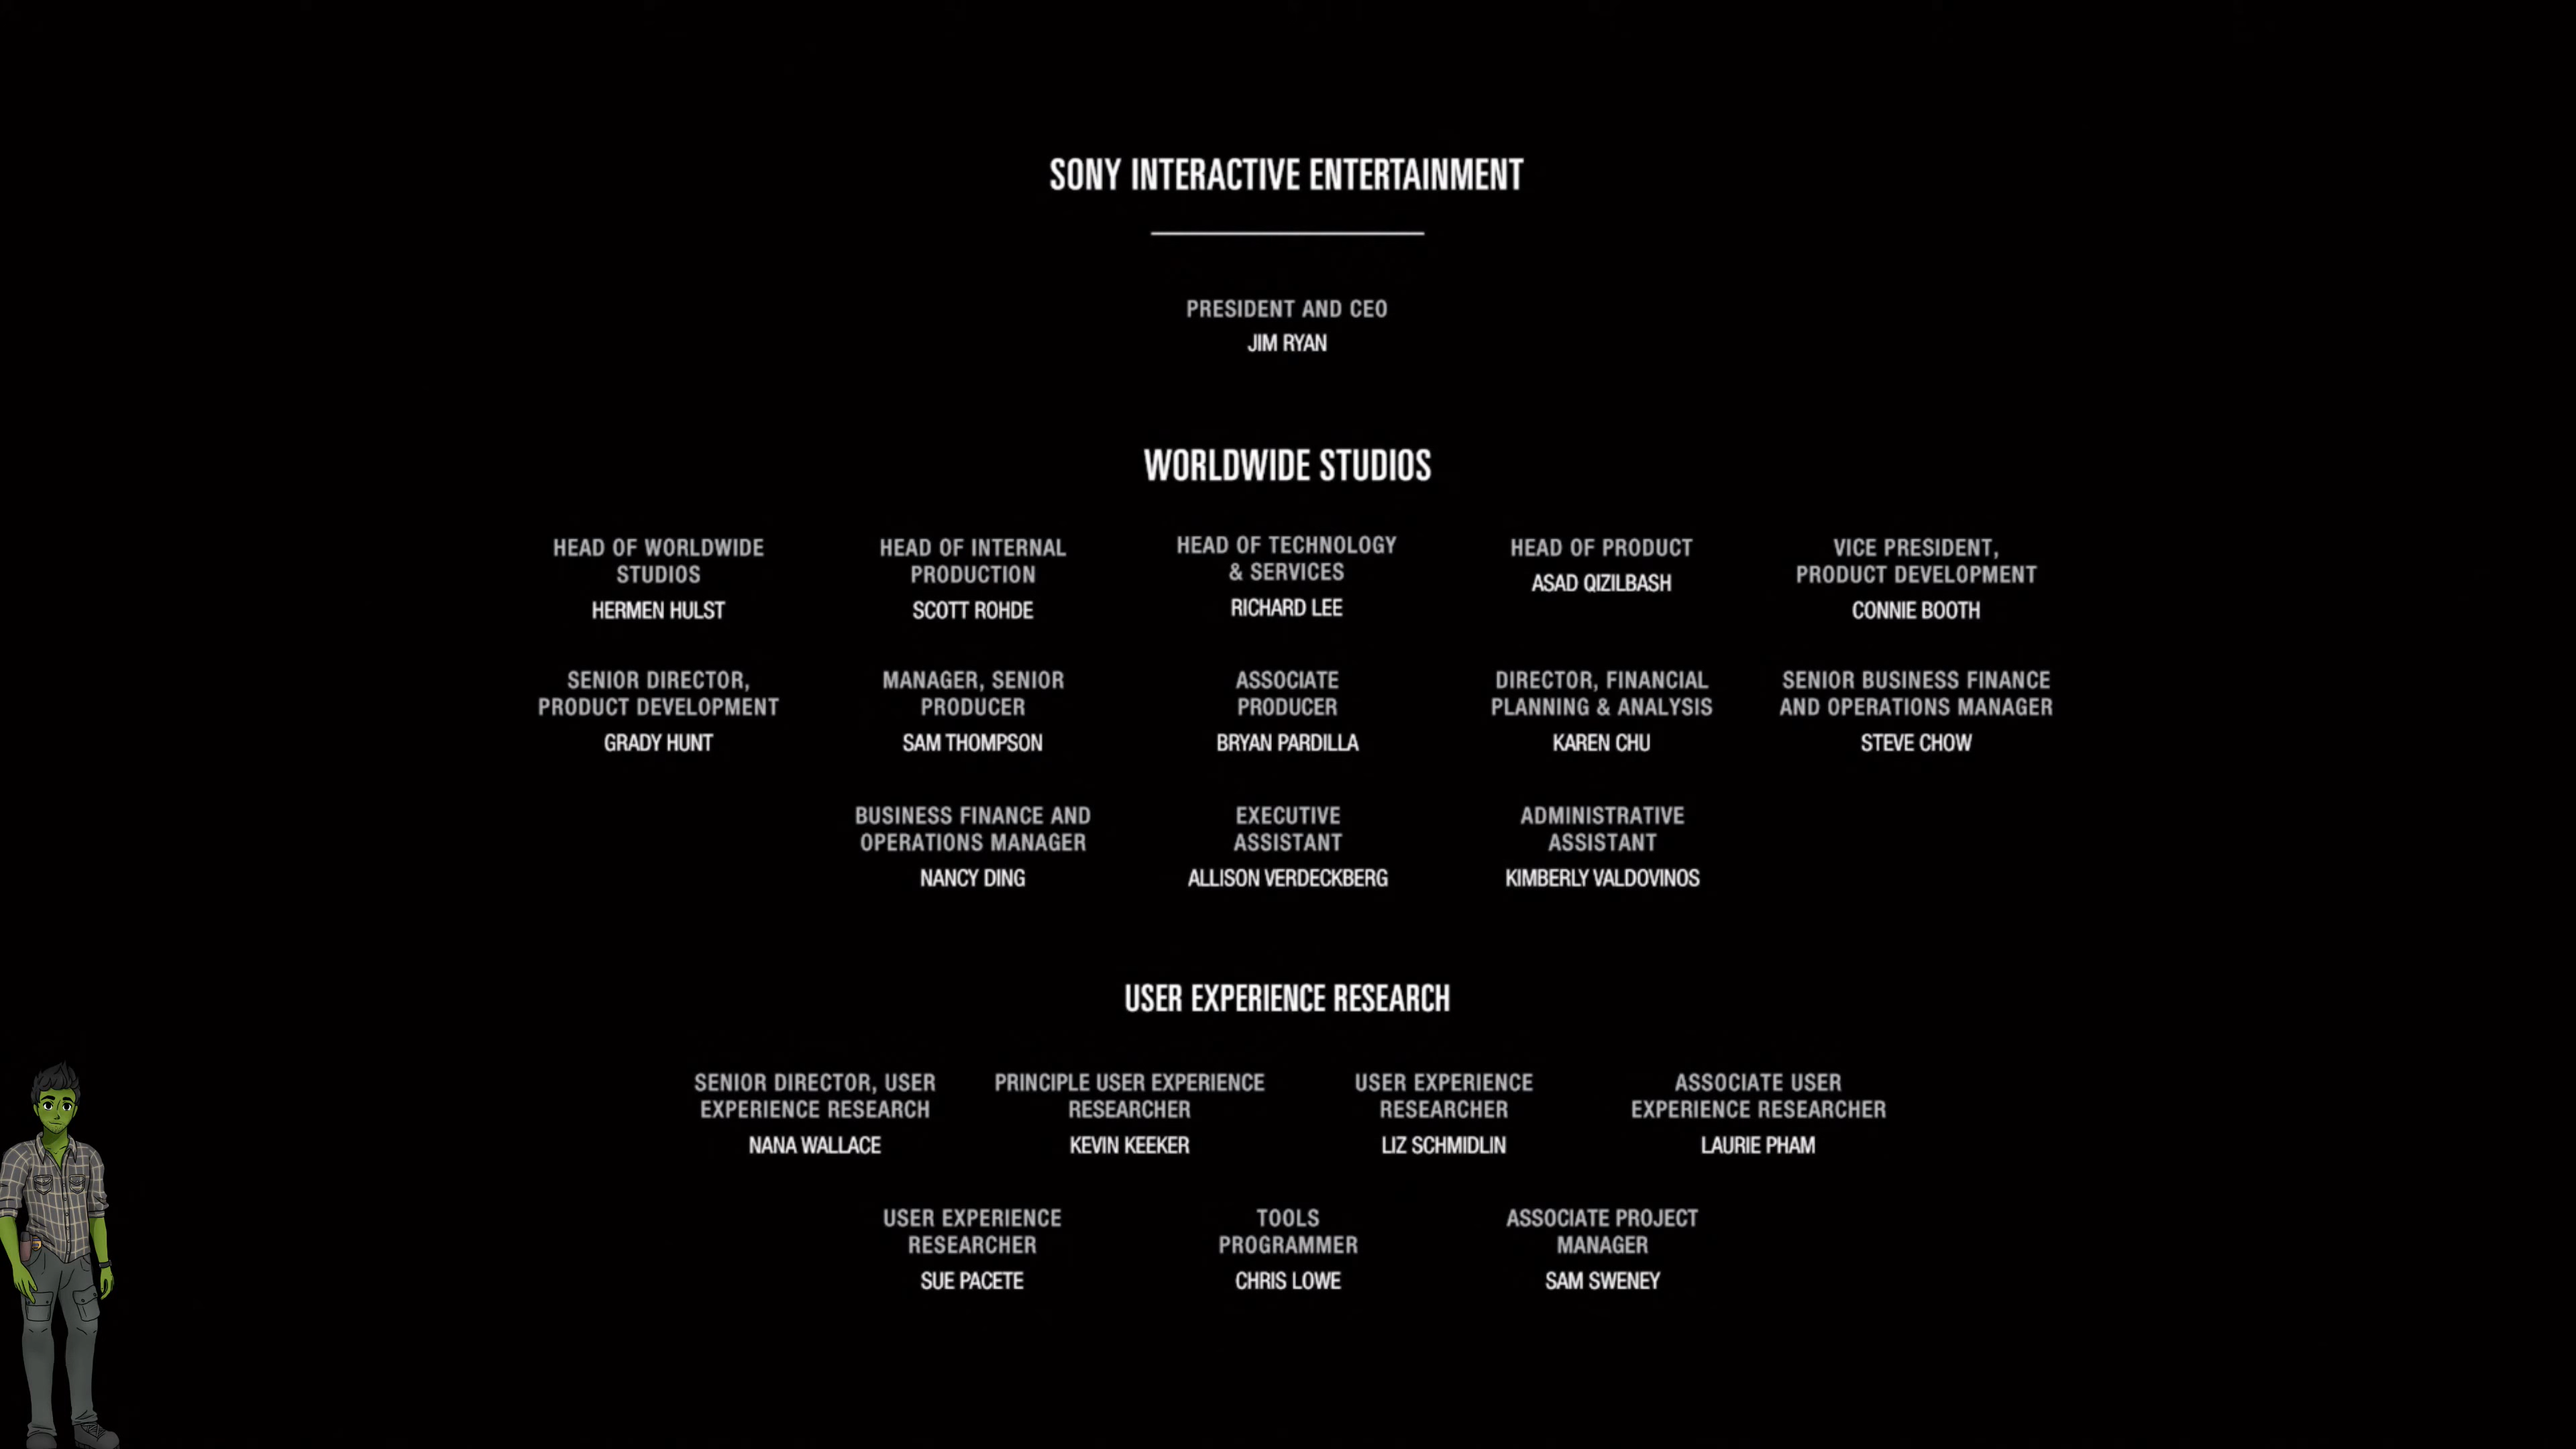 SONY INTERACTIVE ENTERTAINMENT
PRESIDENT AND CEO
JIM RYAN
WORLDWIDE STUDIOS
HEAD OF WORLDWIDE
STUDIOS
HERMEN HULST
HEAD OF INTERNAL
PRODUCTION
SCOTT ROHDE
HEAD OF TECHNOLOGY
& SERVICES
RICHARD LEE
HEAD OF PRODUCT
ASAD QIZILBASH
VICE PRESIDENT,
PRODUCT DEVELOPMENT
CONNIE BOOTH
SENIOR DIRECTOR,
PRODUCT DEVELOPMENT
GRADY HUNT
MANAGER, SENIOR
PRODUCER
SAM THOMPSON
ASSOCIATE
PRODUCER
BRYAN PARDILLA
DIRECTOR, FINANCIAL
PLANNING & ANALYSIS
KAREN CHU
SENIOR BUSINESS FINANCE
AND OPERATIONS MANAGER
STEVE CHOW
BUSINESS FINANCE AND
OPERATIONS MANAGER
NANCY DING
EXECUTIVE
ASSISTANT
ALLISON VERDECKBERG
ADMINISTRATIVE
ASSISTANT
KIMBERLY VALDOVINOS
USER EXPERIENCE RESEARCH
SENIOR DIRECTOR, USER
EXPERIENCE RESEARCH
NANA WALLACE
PRINCIPLE USER EXPERIENCE
RESEARCHER
KEVIN KEEKER
USER EXPERIENCE
RESEARCHER
LIZ SCHMIDLIN
ASSOCIATE USER
EXPERIENCE RESEARCHER
LAURIE PHAM
USER EXPERIENCE
RESEARCHER
SUE PACETE
TOOLS
PROGRAMMER
CHRIS LOWE
ASSOCIATE PROJECT
MANAGER
SAM SWENEY